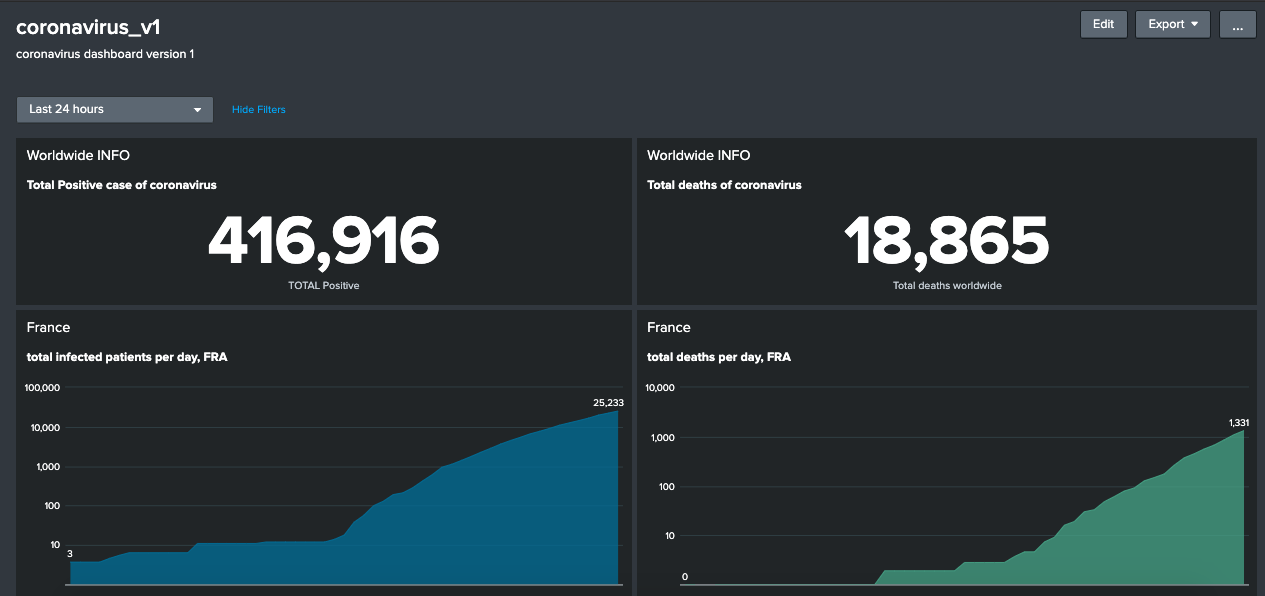 coronavirus_v1
coronavirus dashboard version 1
Edit
Export
...
Last 24 hours
Hide Filters
Worldwide INFO
Total Positive case of coronavirus
416,916
TOTAL Positive
Worldwide INFO
Total deaths of coronavirus
18,865
Total deaths worldwide
France
total infected patients per day, FRA
100,000
10,000
1,000
100
10
3
25,233
France
total deaths per day, FRA
10,000
1,000
100
10
0
1,331